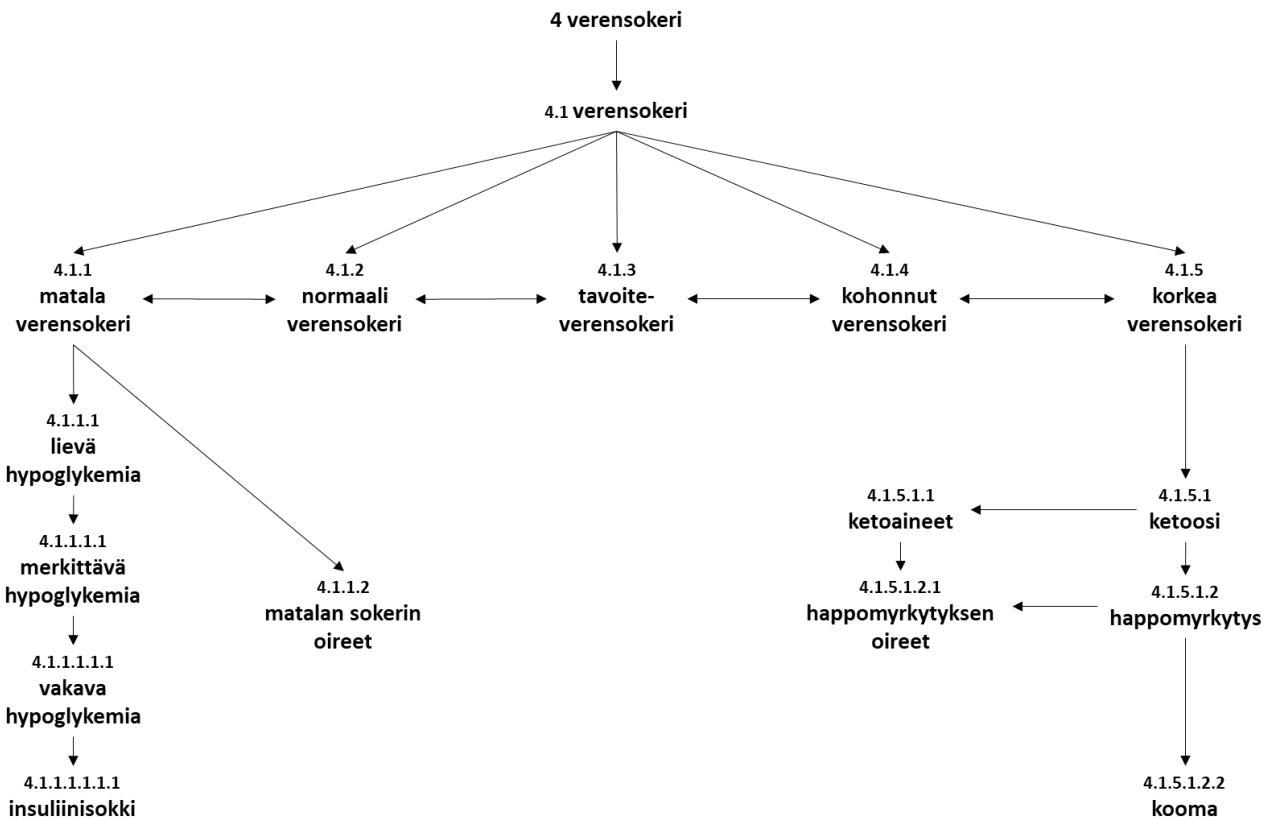 4 verensokeri
4.1 verensokeri
4.1.1
matala
verensokeri
4.1.2
normaali
verensokeri
4.1.3
tavoite-
verensokeri
4.1.4
kohonnut
verensokeri
4.1.5
korkea
verensokeri
4.1.1.1
lievä
hypoglykemia
4.1.1.1.1
merkittävä
hypoglykemia
4.1.1.1.1.1
vakava
hypoglykemia
4.1.1.1.1.1.1
insuliinisokki
4.1.1.2
matalan sokerin
oireet
4.1.5.1.1
ketoaineet
4.1.5.1.2.1
happomyrkytyksen
oireet
4.1.5.1
ketoosi
4.1.5.1.2
happomyrkytys
4.1.5.1.2.2
kooma